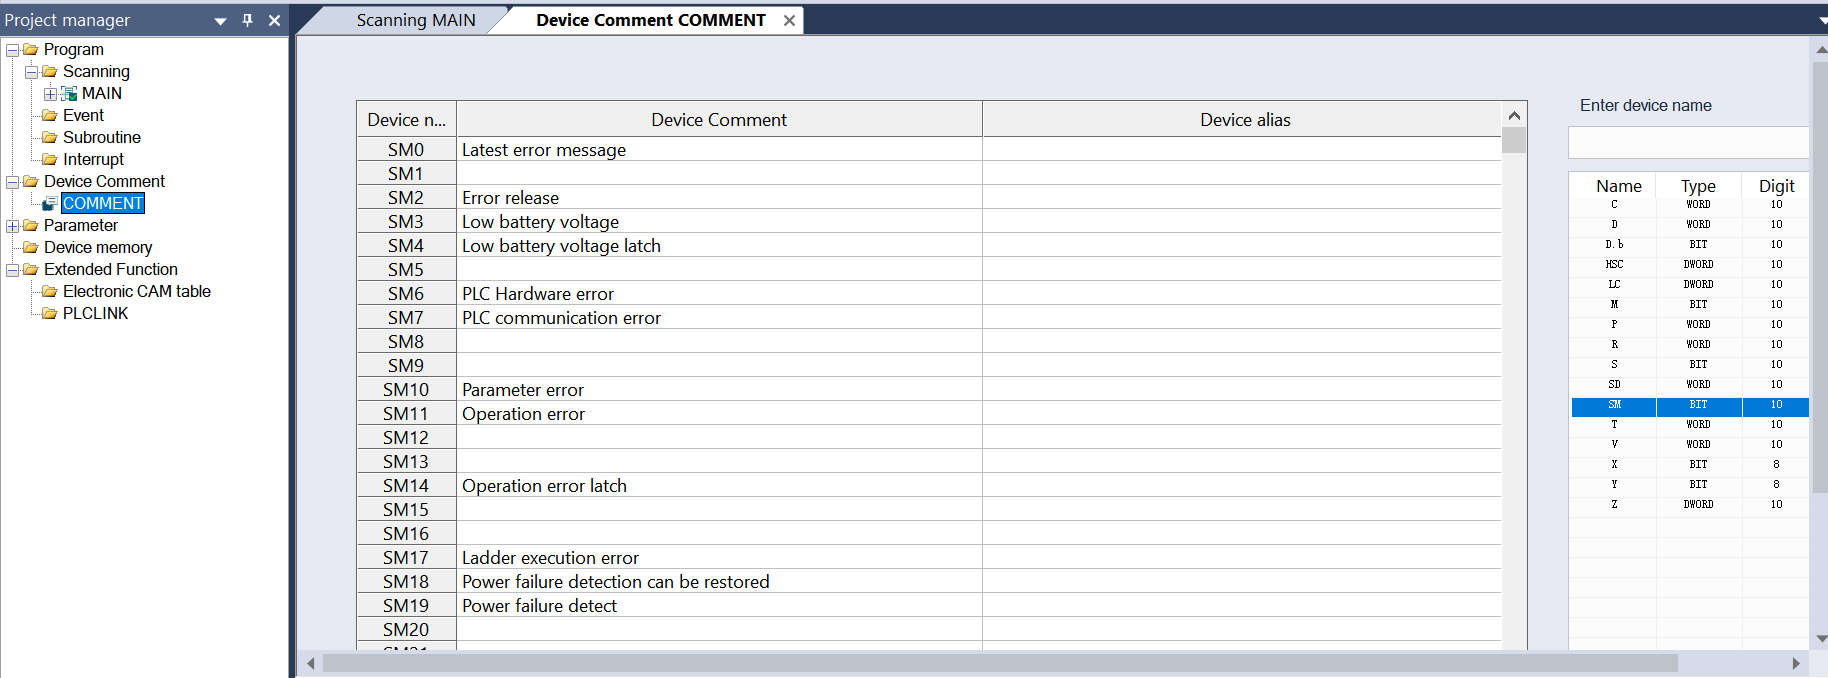 Project manager
Program
Scanning
MAIN
Event
Subroutine
Interrupt
Device Comment
COMMENT
Parameter
Device memory
Extended Function
Electronic CAM table
PLCLINK
Scanning MAIN
Device Comment COMMENT
Device n... Device Comment Device alias
SM0 Latest error message
SM1
SM2 Error release
SM3 Low battery voltage
SM4 Low battery voltage latch
SM5
SM6 PLC Hardware error
SM7 PLC communication error
SM8
SM9
SM10 Parameter error
SM11 Operation error
SM12
SM13
SM14 Operation error latch
SM15
SM16
SM17 Ladder execution error
SM18 Power failure detection can be restored
SM19 Power failure detect
SM20
Enter device name
Name Type Digit
C WORD 10
D WORD 10
D.b BIT 10
HSC DWORD 10
LC DWORD 10
M BIT 10
P WORD 10
R WORD 10
S BIT 10
SD WORD 10
SM BIT 10
T WORD 10
V WORD 10
X BIT 8
Y BIT 8
Z DWORD 10